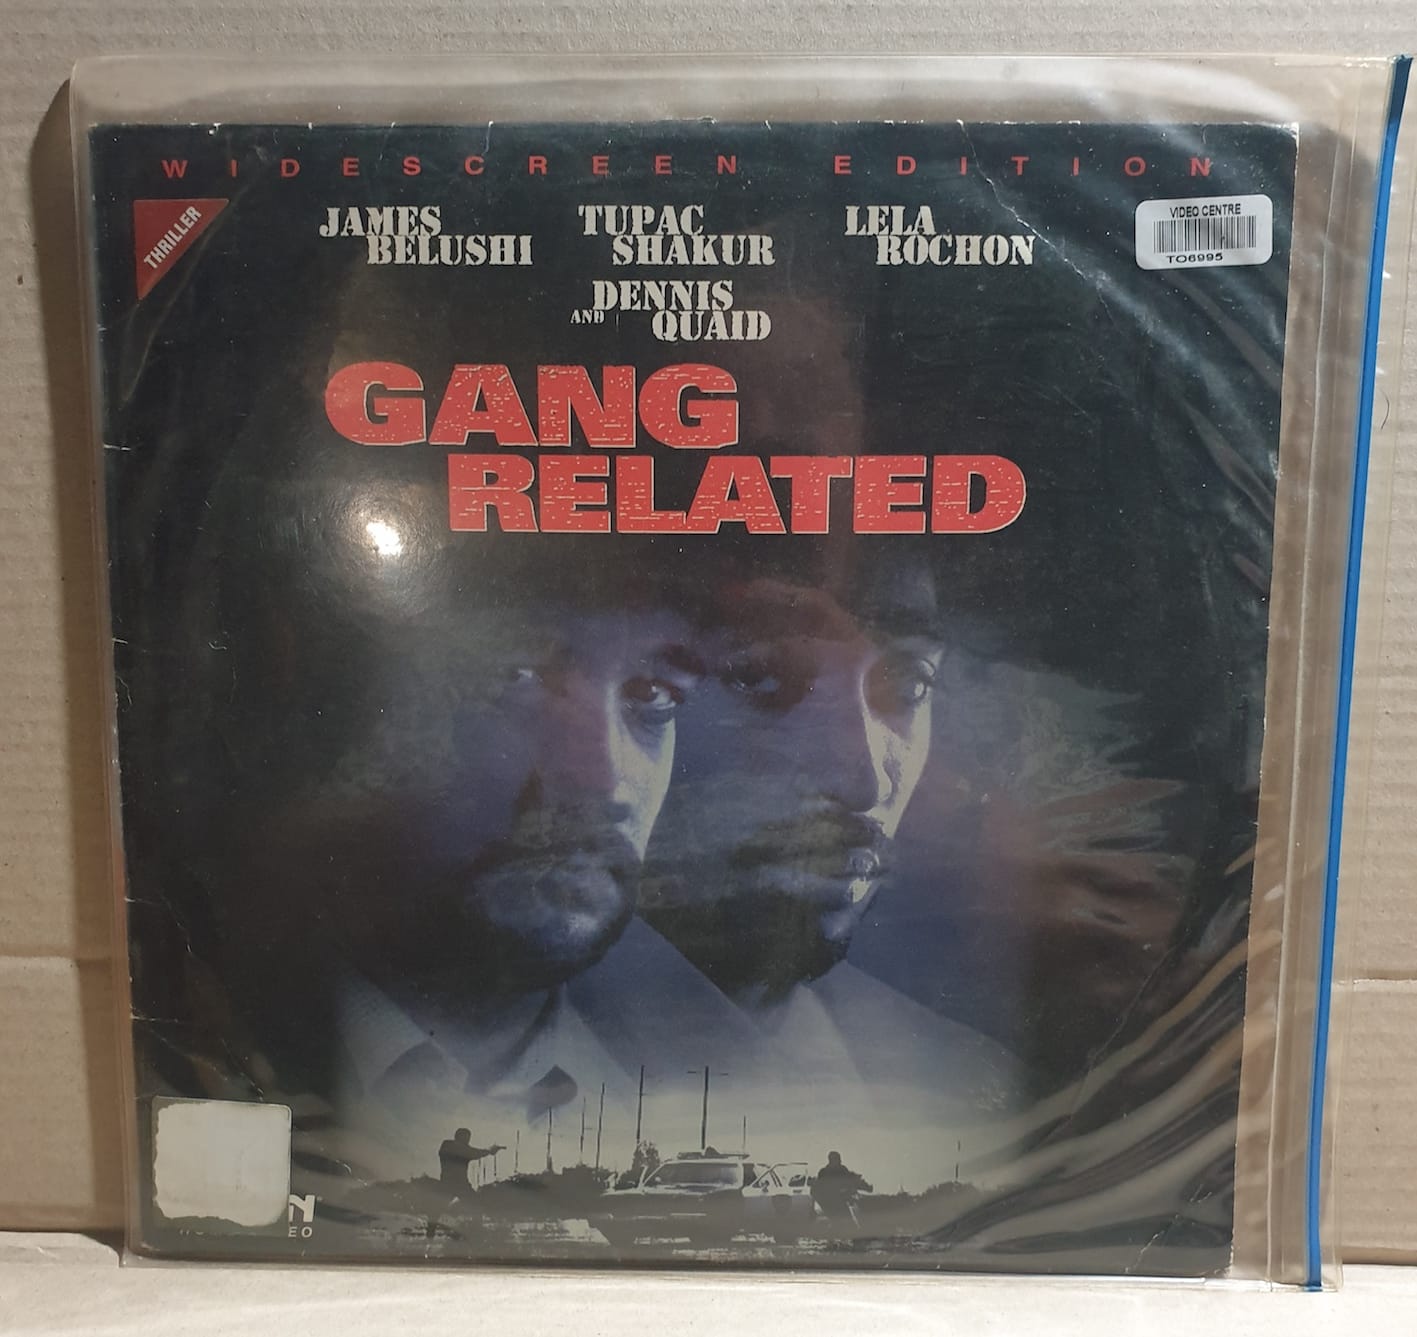 WIDESCREEN EDITION
THRILLER
VIDEO CENTRE
TO6995
JAMES
BELUSHI
TUPAC
SHAKUR
LELA
ROCHON
AND DENNIS
QUAID
GANG
RELATED